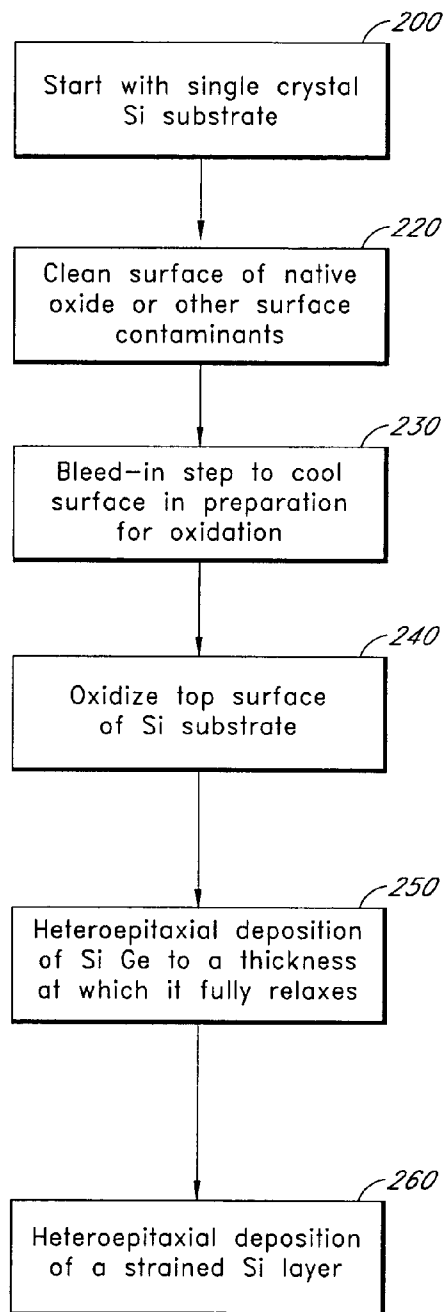 200
Start with single crystal
Si substrate
220
Clean surface of native
oxide or other surface
contaminants
230
Bleed-in step to cool
surface in preparation
for oxidation
240
Oxidize top surface
of Si substrate
250
Heteroepitaxial deposition
of Si Ge to a thickness
at which it fully relaxes
260
Heteroepitaxial deposition
of a strained Si layer